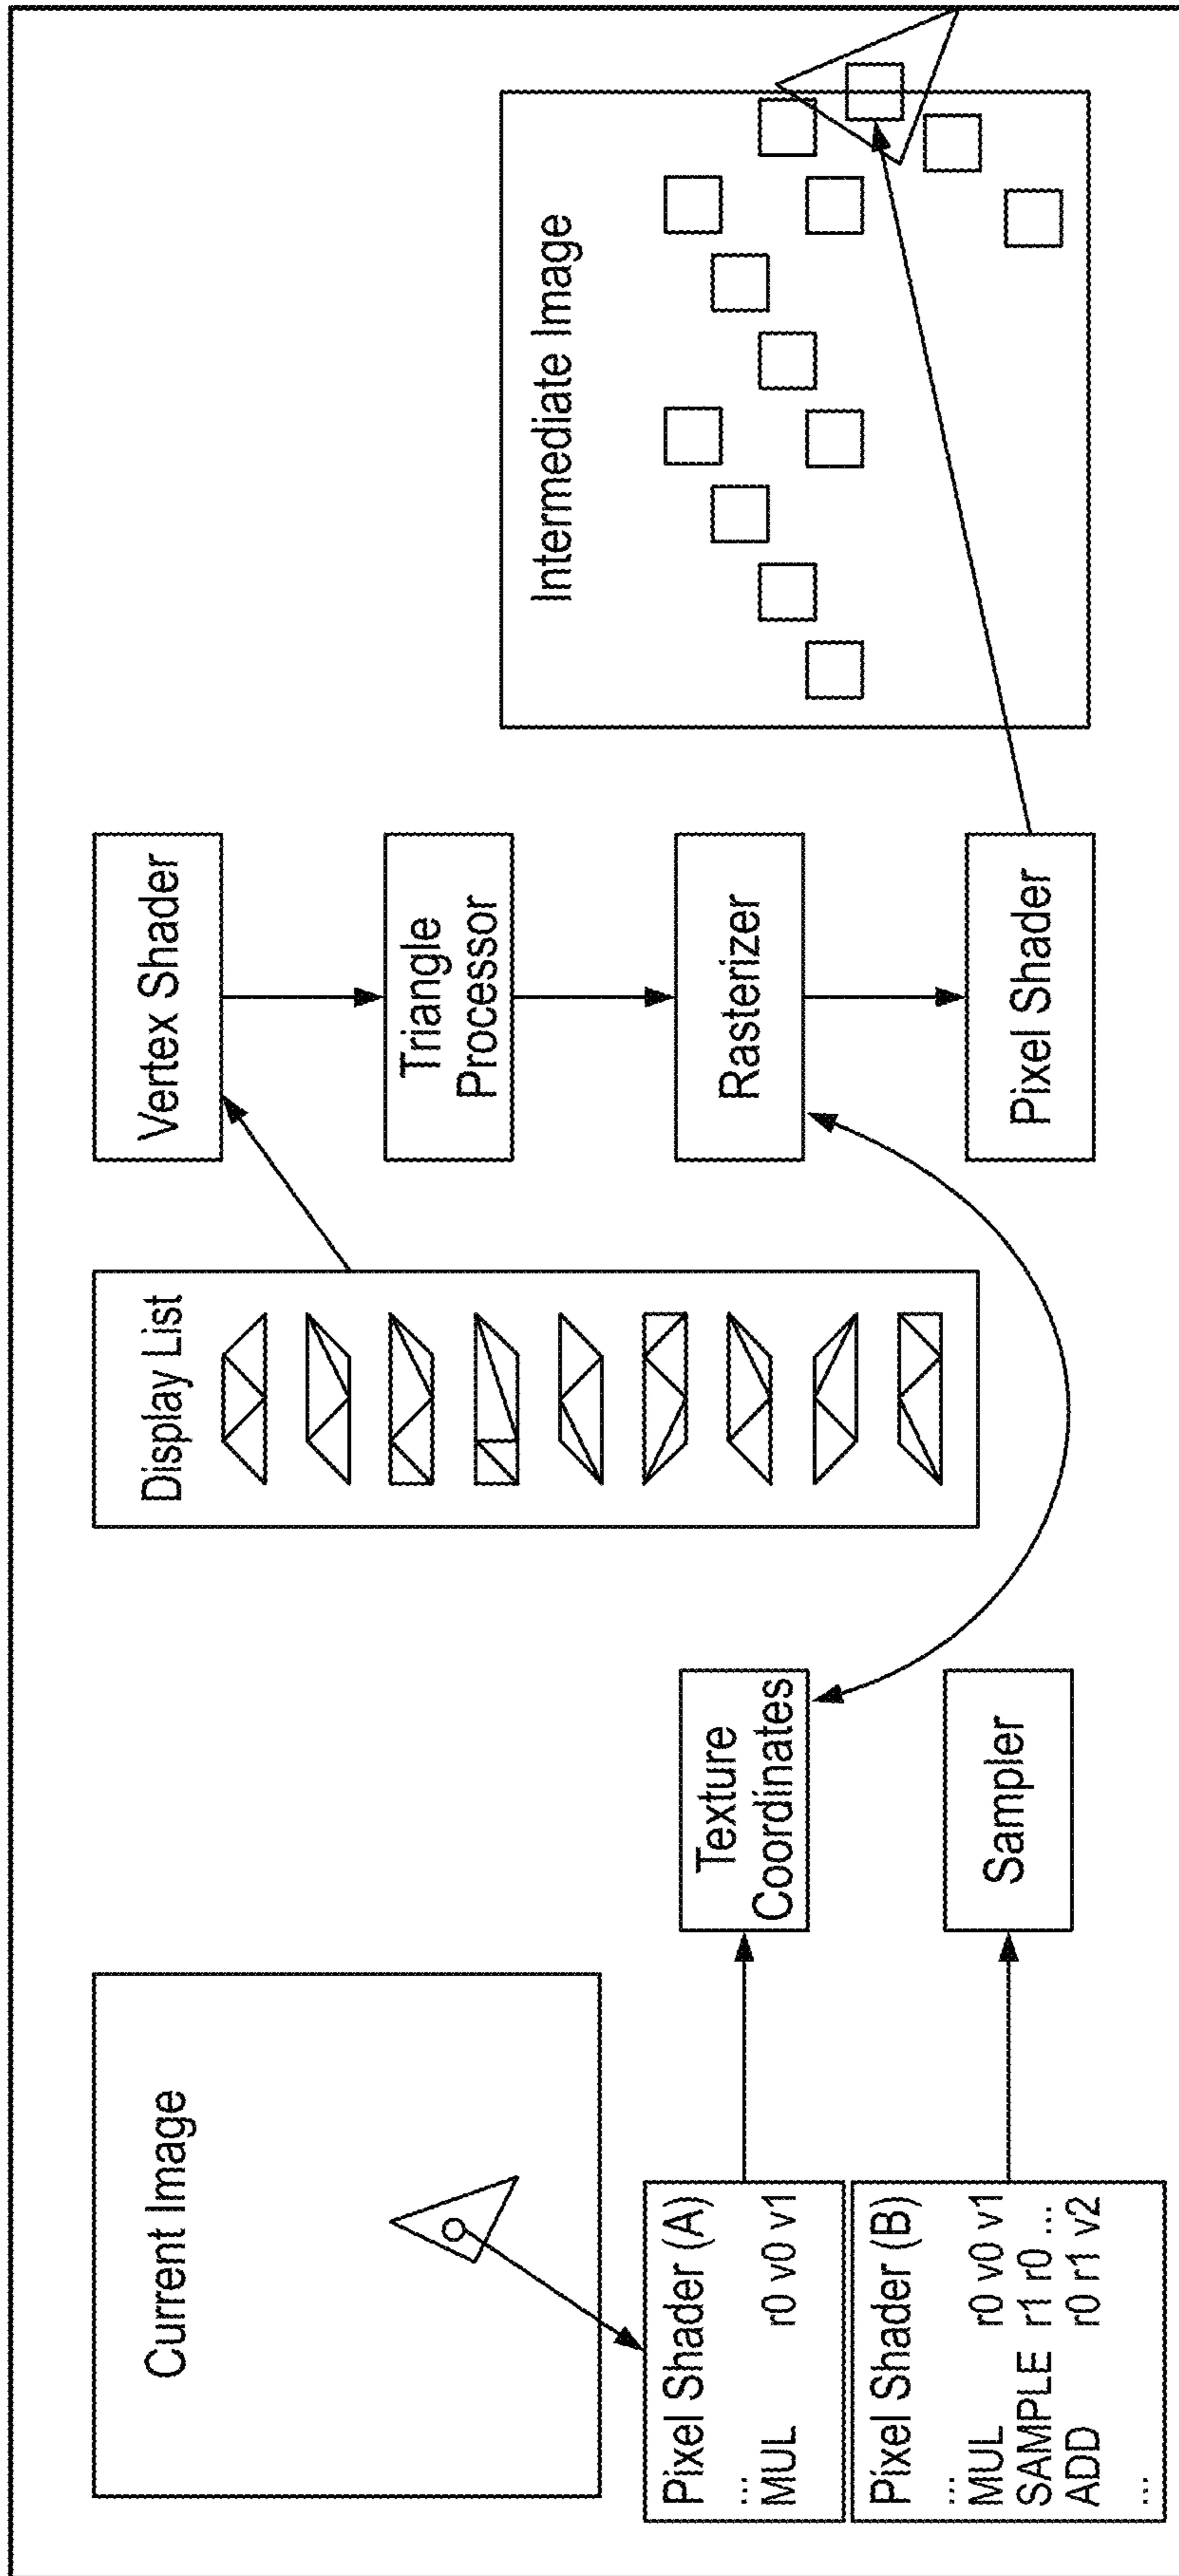 Current Image
Pixel Shader (A)
...
MUL r0 v0 v1
Pixel Shader (B)
...
MUL r0 v0 v1
SAMPLE r1 r0 ...
ADD r0 r1 v2
...
Texture
Coordinates
Sampler
Display List
Vertex Shader
Triangle
Processor
Rasterizer
Pixel Shader
Intermediate Image